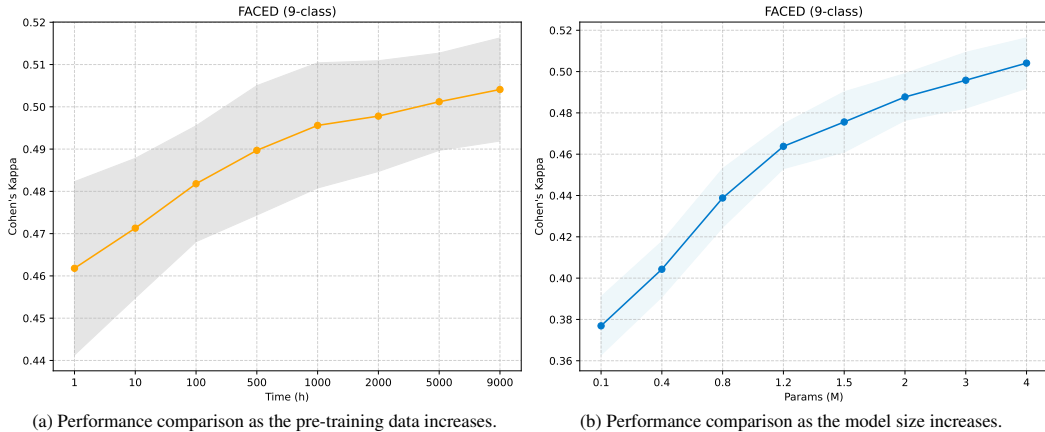 FACED (9-class)
0.52
0.51
0.50
0.49
0.48
0.47
0.46
0.45
0.44
Cohen's Kappa
1 10 100 500 1000 2000 5000 9000
Time (h)
(a) Performance comparison as the pre-training data increases.
FACED (9-class)
0.52
0.50
0.48
0.46
0.44
0.42
0.40
0.38
0.36
Cohen's Kappa
0.1 0.4 0.8 1.2 1.5 2 3 4
Params (M)
(b) Performance comparison as the model size increases.